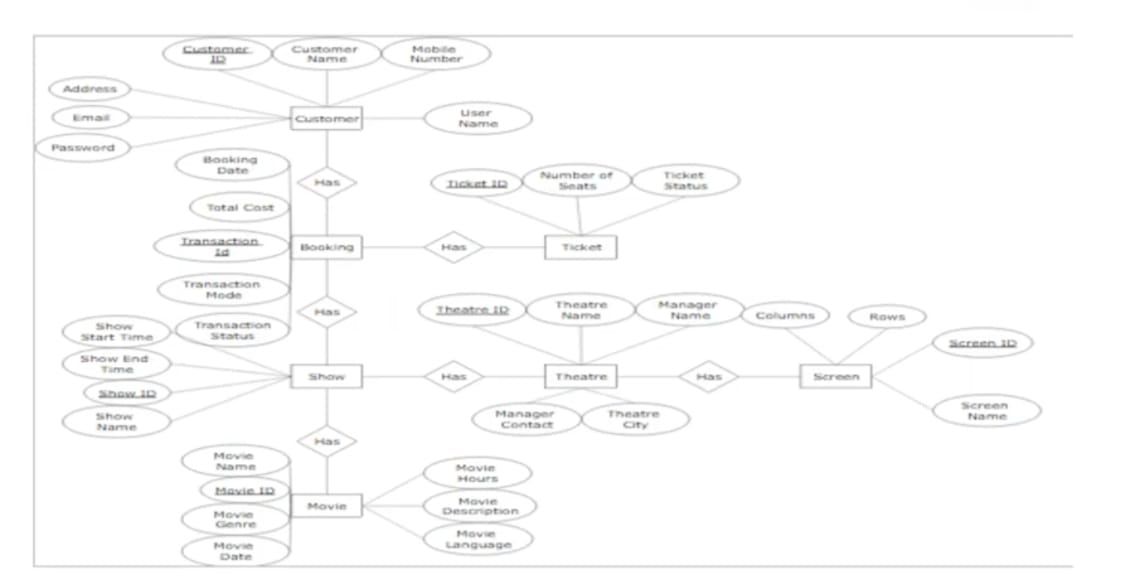 Customer
ID
Customer
Name
Mobile
Number
Address
Email
Password
Customer
User
Name
Has
Booking
Date
Total Cost
Transaction
Id
Transaction
Mode
Transaction
Status
Booking
Has
Ticket ID
Number of
Seats
Ticket
Status
Ticket
Has
Show
Start Time
Show End
Time
Show ID
Show
Name
Show
Has
Theatre ID
Theatre
Name
Manager
Name
Theatre
Manager
Contact
Theatre
City
Has
Columns
Rows
Screen ID
Screen
Name
Screen
Has
Movie
Name
Movie ID
Movie
Genre
Movie
Date
Movie
Movie
Hours
Movie
Description
Movie
Language